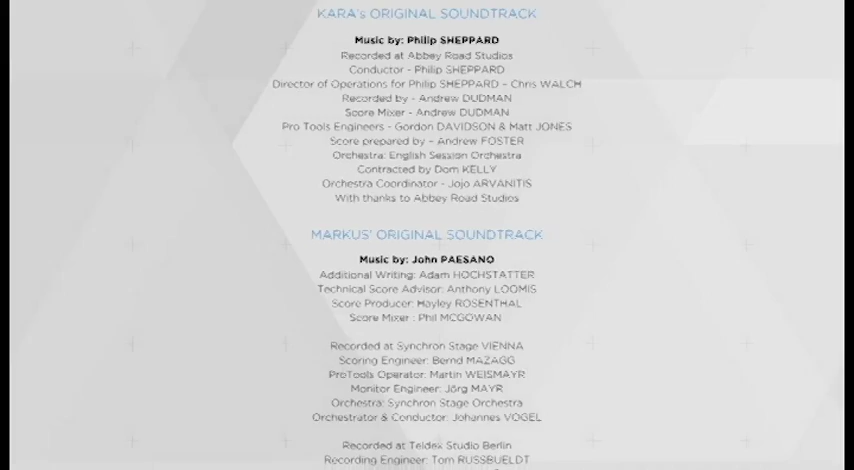 KARA's ORIGINAL SOUNDTRACK
Music by: Philip SHEPPARD
Recorded at Abbey Road Studios
Conductor - Philip SHEPPARD
Director of Operations for Philip SHEPPARD – Chris WALCH
Recorded by - Andrew DUDMAN
Score Mixer - Andrew DUDMAN
Pro Tools Engineers - Gordon DAVIDSON & Matt JONES
Score prepared by – Andrew FOSTER
Orchestra: English Session Orchestra
Contracted by Dom KELLY
Orchestra Coordinator - Jojo ARVANITIS
With thanks to Abbey Road Studios
MARKUS' ORIGINAL SOUNDTRACK
Music by: John PAESANO
Additional Writing: Adam HOCHSTATTER
Technical Score Advisor: Anthony LOOMIS
Score Producer: Hayley ROSENTHAL
Score Mixer : Phil MCGOWAN
Recorded at Synchron Stage VIENNA
Scoring Engineer: Bernd MAZAGG
ProTools Operator: Martin WEISMAYR
Monitor Engineer: Jörg MAYR
Orchestra: Synchron Stage Orchestra
Orchestrator & Conductor: Johannes VOGEL
Recorded at Teldex Studio Berlin
Recording Engineer: Tom RUSSBUELDT